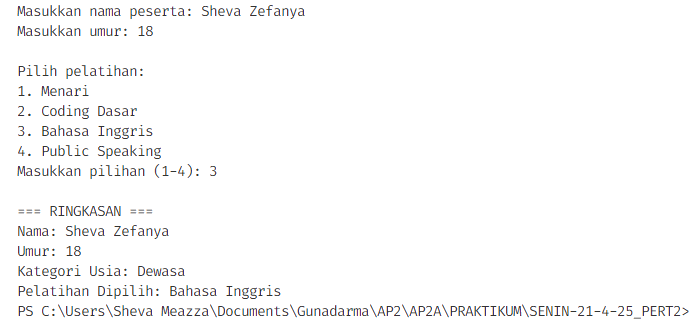 Masukkan nama peserta: Sheva Zefanya
Masukkan umur: 18
Pilih pelatihan:
1. Menari
2. Coding Dasar
3. Bahasa Inggris
4. Public Speaking
Masukkan pilihan (1-4): 3
=== RINGKASAN ===
Nama: Sheva Zefanya
Umur: 18
Kategori Usia: Dewasa
Pelatihan Dipilih: Bahasa Inggris
PS C:\Users\Sheva Meazza\Documents\Gunadarma\AP2\AP2A\PRAKTIKUM\SENIN-21-4-25_PERT2>